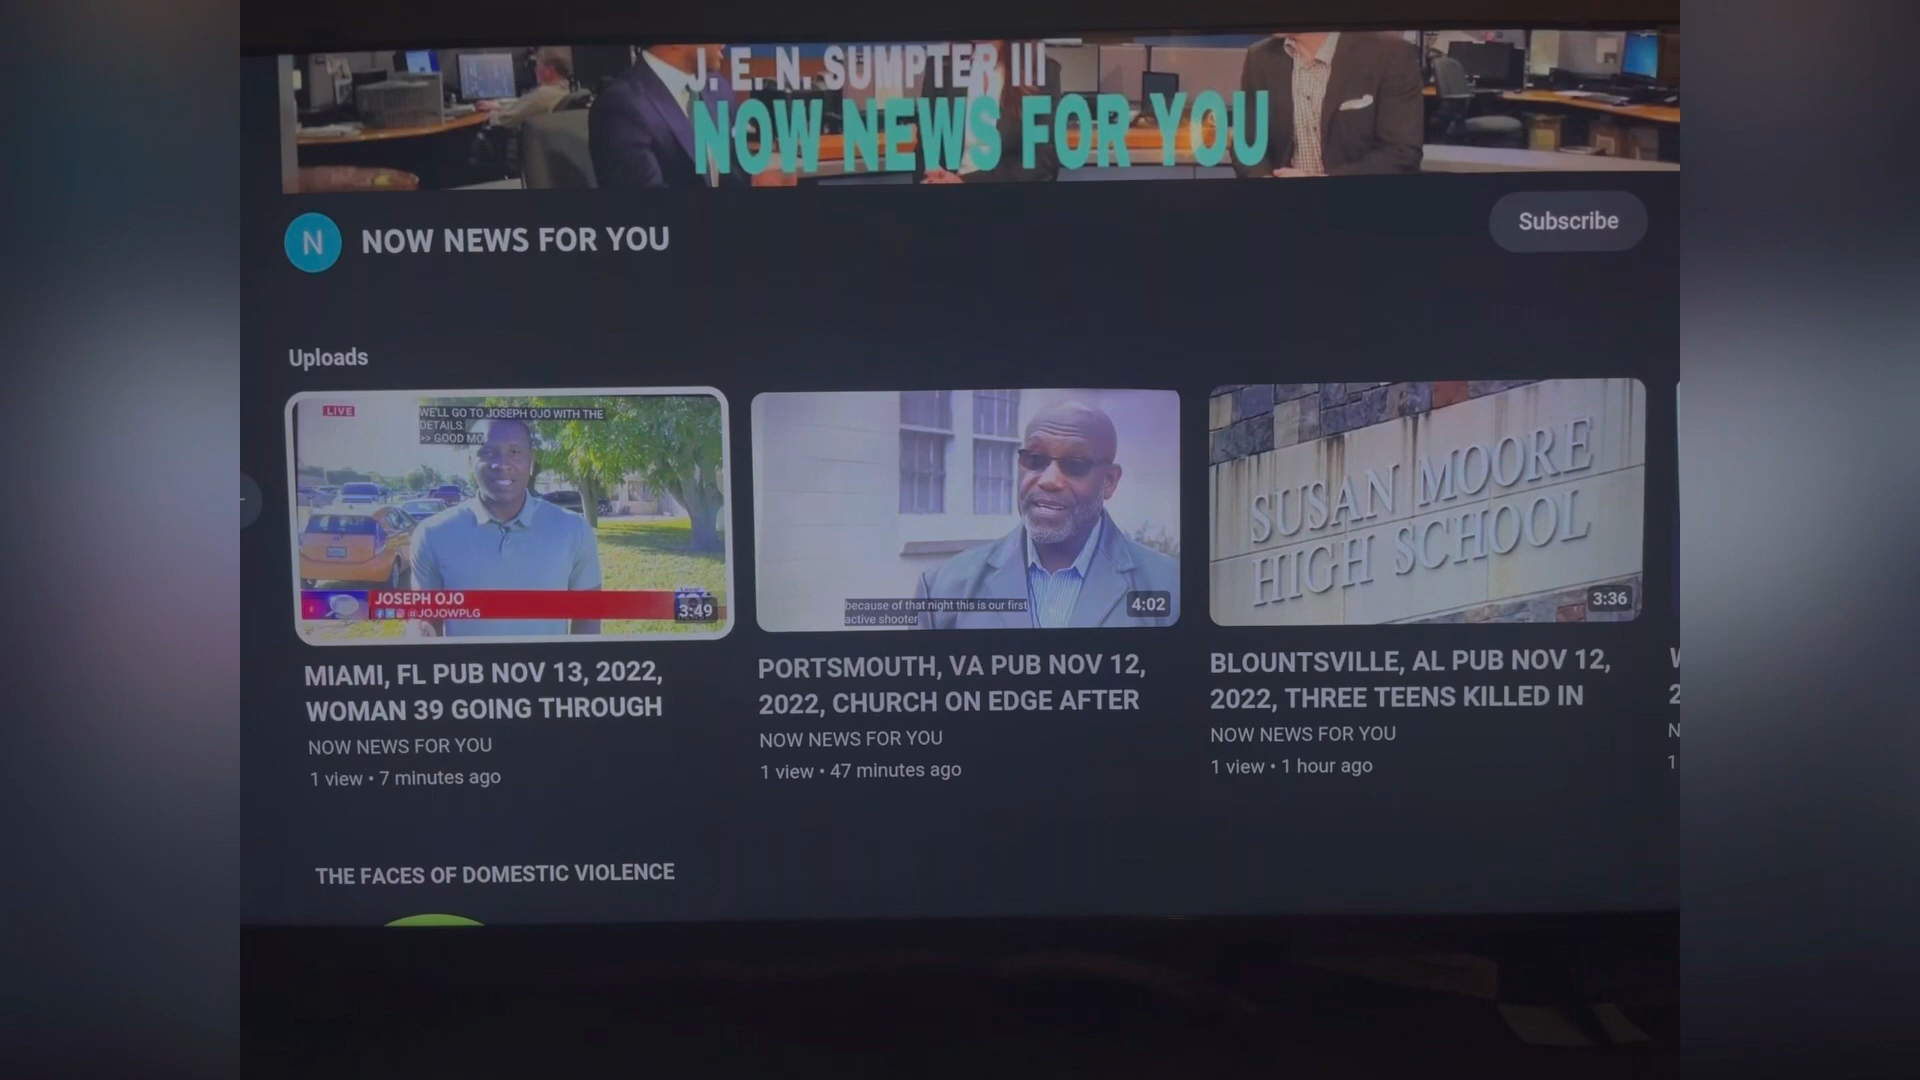 J. E. N. SUMPTER III
NOW NEWS FOR YOU
N
NOW NEWS FOR YOU
Subscribe
Uploads
LIVE
WE'LL GO TO JOSEPH OJO WITH THE
DETAILS.
>> GOOD MO
JOSEPH OJO
@JOJOWPLG
3:49
because of that night this is our first
active shooter
4:02
SUSAN MOORE
HIGH SCHOOL
3:36
MIAMI, FL PUB NOV 13, 2022,
WOMAN 39 GOING THROUGH
NOW NEWS FOR YOU
1 view • 7 minutes ago
PORTSMOUTH, VA PUB NOV 12,
2022, CHURCH ON EDGE AFTER
NOW NEWS FOR YOU
1 view • 47 minutes ago
BLOUNTSVILLE, AL PUB NOV 12,
2022, THREE TEENS KILLED IN
NOW NEWS FOR YOU
1 view • 1 hour ago
2
N
1
THE FACES OF DOMESTIC VIOLENCE